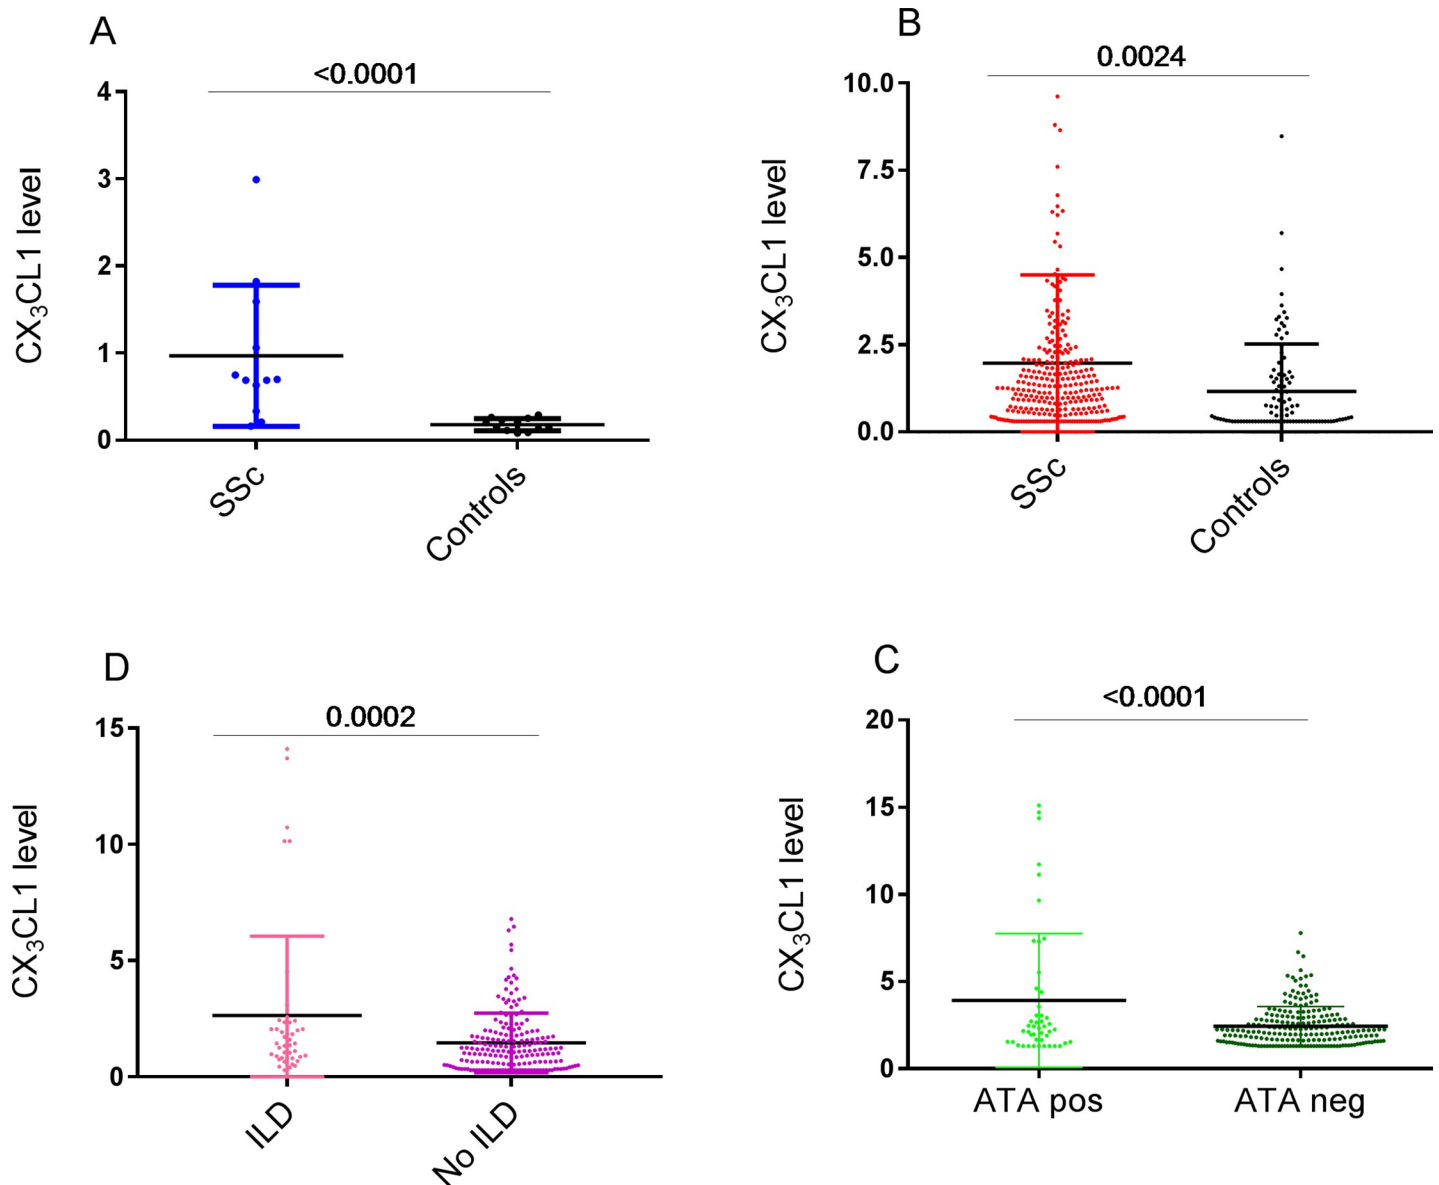 A
<0.0001
CX₃CL1 level
4
3
2
1
0
SSc
Controls
B
0.0024
CX₃CL1 level
10.0
7.5
5.0
2.5
0.0
SSc
Controls
D
0.0002
CX₃CL1 level
15
10
5
0
ILD
No ILD
C
<0.0001
CX₃CL1 level
20
15
10
5
0
ATA pos
ATA neg